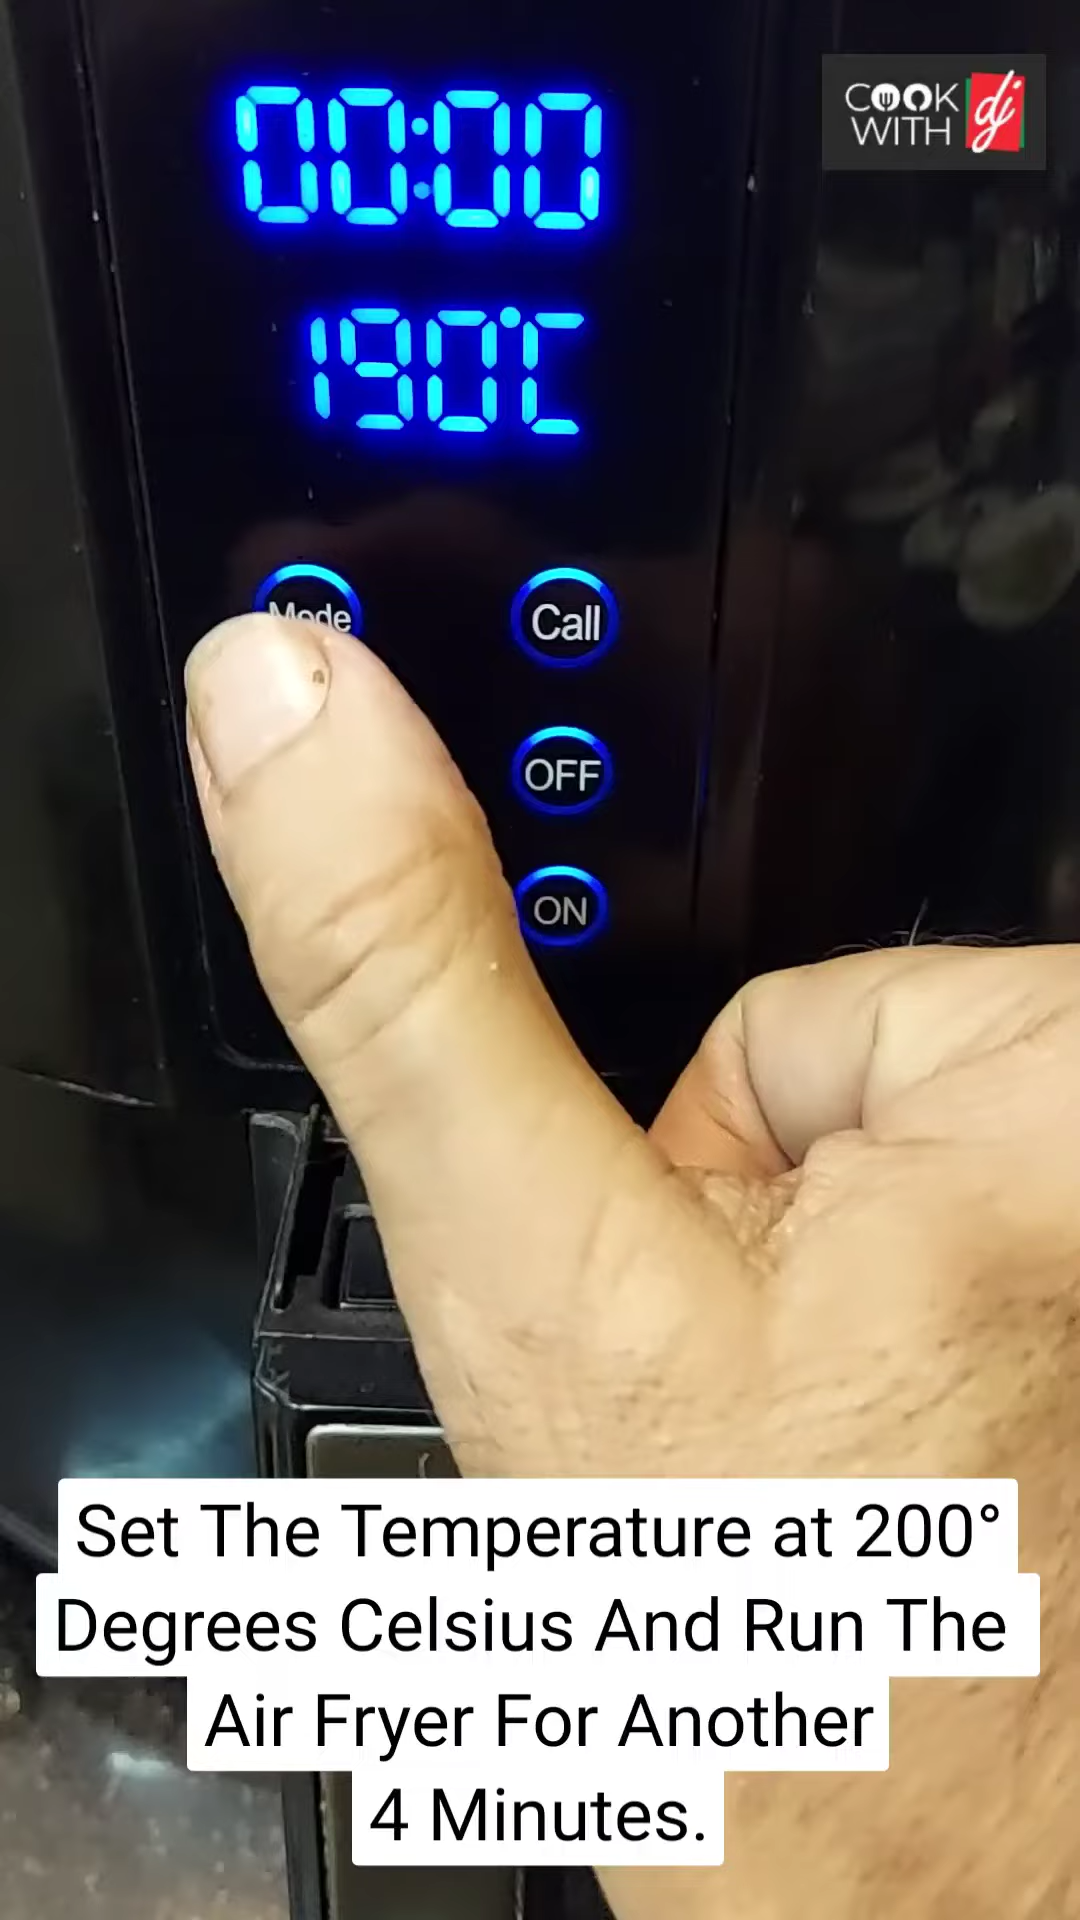 00:00
COOK
WITH dj
190°C
Mode
Call
OFF
ON
Set The Temperature at 200°
Degrees Celsius And Run The
Air Fryer For Another
4 Minutes.